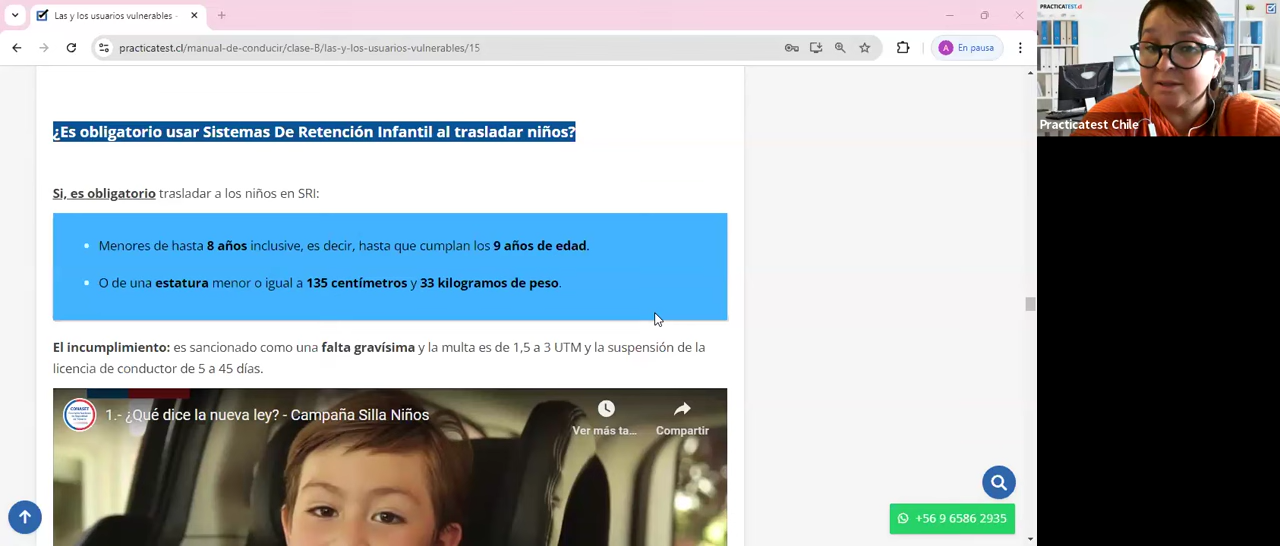 Las y los usuarios vulnerables -
practicatest.cl/manual-de-conducir/clase-B/las-y-los-usuarios-vulnerables/15
A
En pausa
PRACTICATEST.cl
Practicatest Chile
¿Es obligatorio usar Sistemas De Retención Infantil al trasladar niños?
Si, es obligatorio trasladar a los niños en SRI:
• Menores de hasta 8 años inclusive, es decir, hasta que cumplan los 9 años de edad.
• O de una estatura menor o igual a 135 centímetros y 33 kilogramos de peso.
El incumplimiento: es sancionado como una falta gravísima y la multa es de 1,5 a 3 UTM y la suspensión de la
licencia de conductor de 5 a 45 días.
CONASET
1.- ¿Qué dice la nueva ley? - Campaña Silla Niños
Ver más ta...
Compartir
+56 9 6586 2935